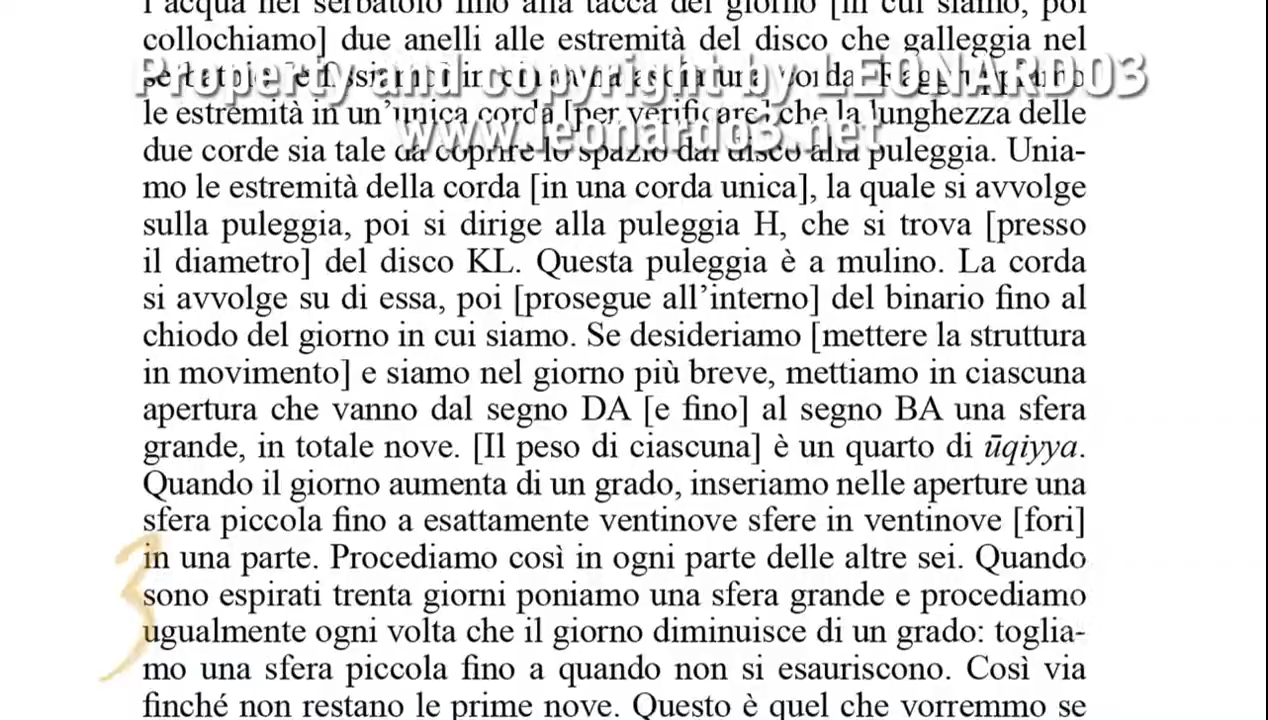 l'acqua nel serbatoio fino alla tacca del giorno [in cui siamo, poi
collochiamo] due anelli alle estremità del disco che galleggia nel
Property and copyright by LEONARDO3
le estremità in un'unica corda [per verificare] che la lunghezza delle
www.leonardo3.net
due corde sia tale da coprire lo spazio dal disco alla puleggia. Unia-
mo le estremità della corda [in una corda unica], la quale si avvolge
sulla puleggia, poi si dirige alla puleggia H, che si trova [presso
il diametro] del disco KL. Questa puleggia è a mulino. La corda
si avvolge su di essa, poi [prosegue all'interno] del binario fino al
chiodo del giorno in cui siamo. Se desideriamo [mettere la struttura
in movimento] e siamo nel giorno più breve, mettiamo in ciascuna
apertura che vanno dal segno DA [e fino] al segno BA una sfera
grande, in totale nove. [Il peso di ciascuna] è un quarto di ūqiyya.
Quando il giorno aumenta di un grado, inseriamo nelle aperture una
sfera piccola fino a esattamente ventinove sfere in ventinove [fori]
in una parte. Procediamo così in ogni parte delle altre sei. Quando
sono espirati trenta giorni poniamo una sfera grande e procediamo
ugualmente ogni volta che il giorno diminuisce di un grado: toglia-
mo una sfera piccola fino a quando non si esauriscono. Così via
finché non restano le prime nove. Questo è quel che vorremmo se
3